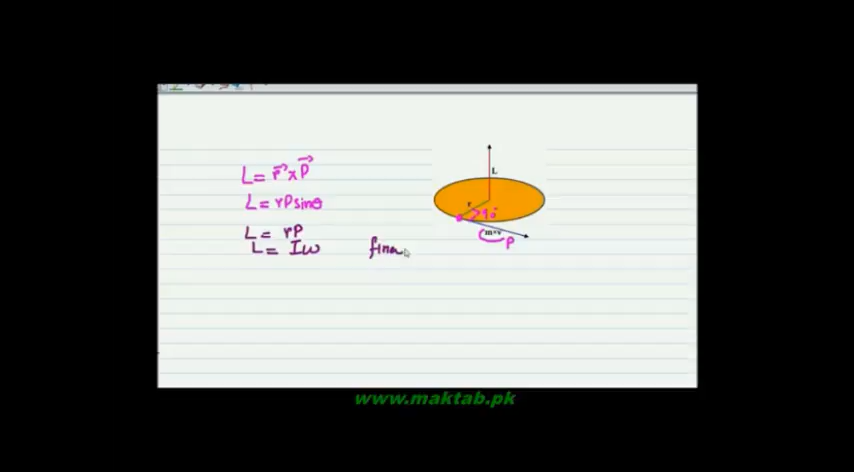 L = r⃗ × P⃗
L = rPsinθ
L = rP
L = Iω
fina
L
r
90°
m×v
P
www.maktab.pk